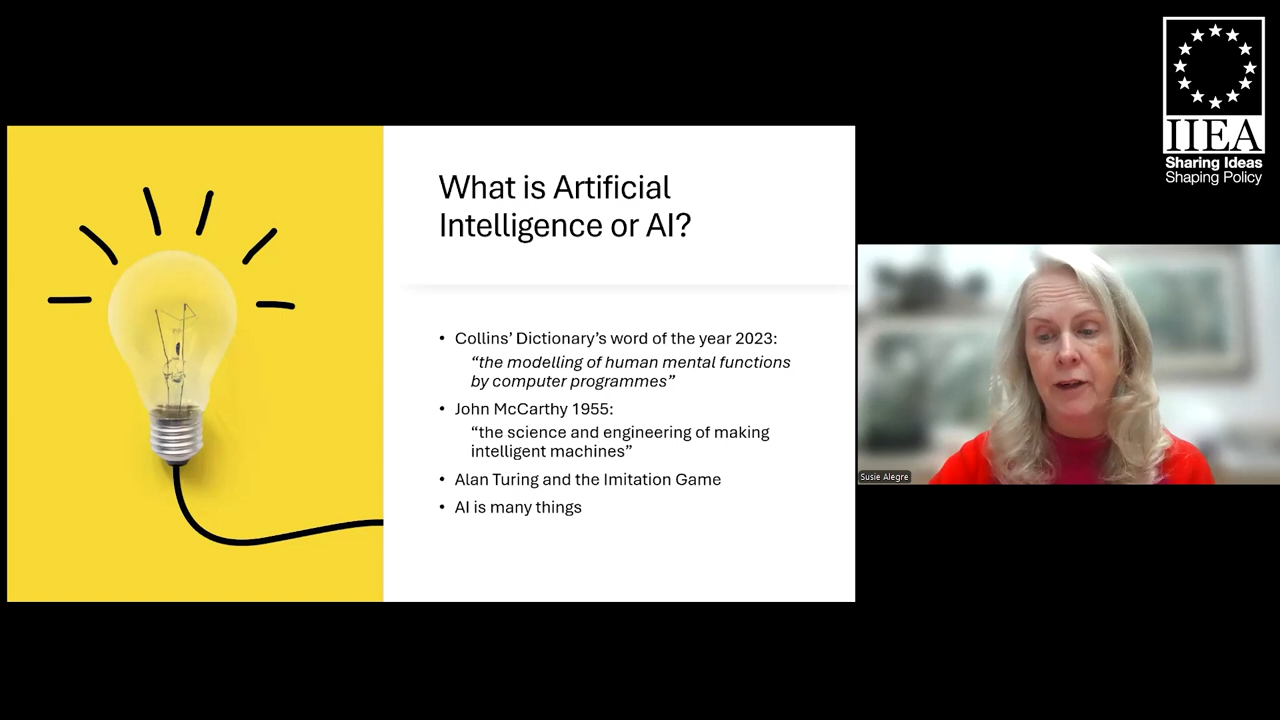 What is Artificial
Intelligence or AI?
• Collins’ Dictionary’s word of the year 2023:
“the modelling of human mental functions
by computer programmes”
• John McCarthy 1955:
“the science and engineering of making
intelligent machines”
• Alan Turing and the Imitation Game
• AI is many things
IIEA
Sharing Ideas
Shaping Policy
Susie Alegre